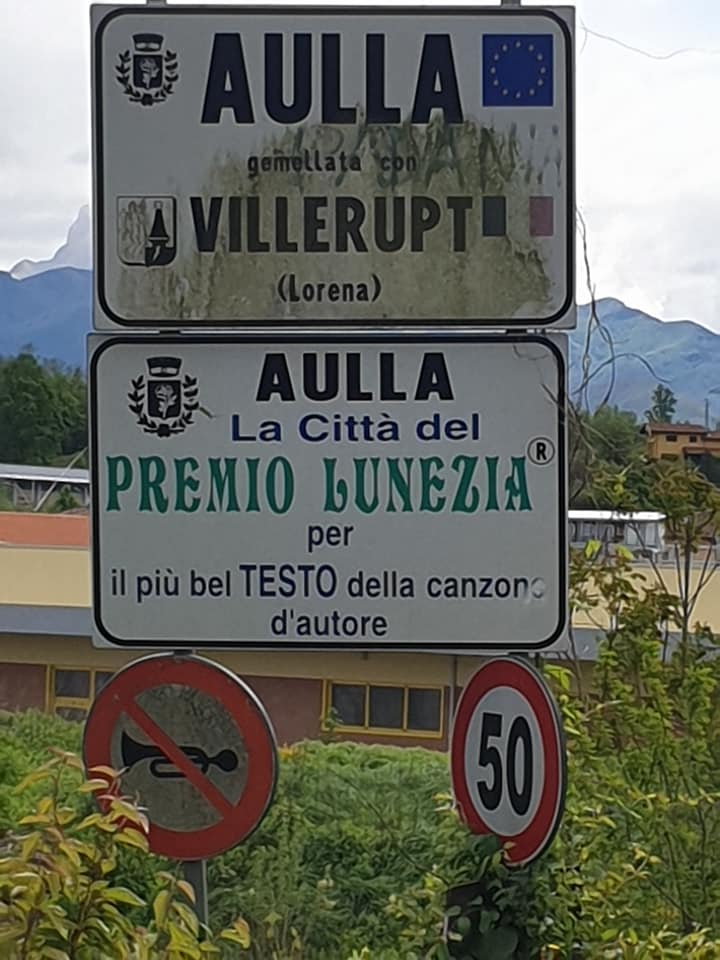 AULLA
gemellata con
VILLERUPT
(Lorena)
AULLA
La Città del
PREMIO LUNEZIA ®
per
il più bel TESTO della canzone
d'autore
50